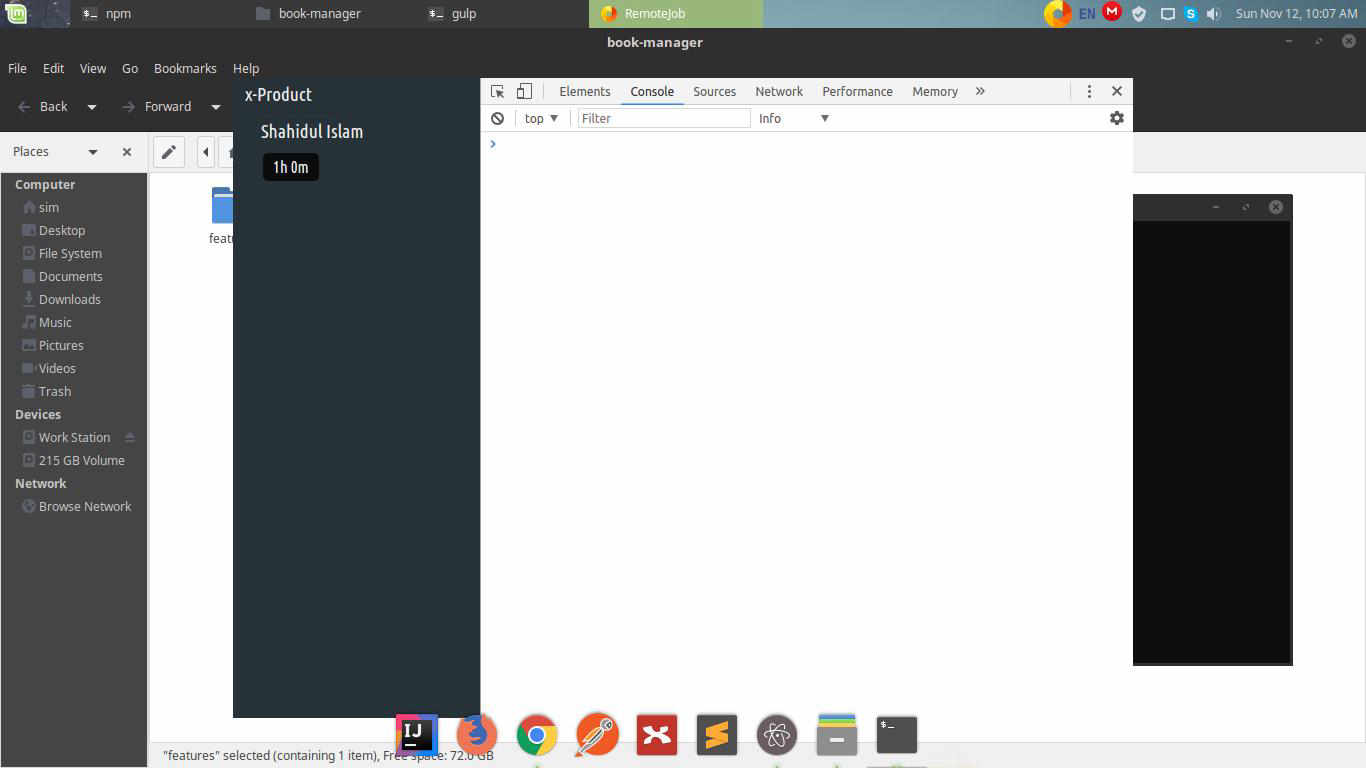 npm
book-manager
gulp
RemoteJob
EN
Sun Nov 12, 10:07 AM
book-manager
File Edit View Go Bookmarks Help
Back
Forward
Places
Computer
sim
Desktop
File System
Documents
Downloads
Music
Pictures
Videos
Trash
Devices
Work Station
215 GB Volume
Network
Browse Network
x-Product
Shahidul Islam
1h 0m
Elements Console Sources Network Performance Memory »
top Filter Info
IJ
"features" selected (containing 1 item), Free space: 72.0 GB